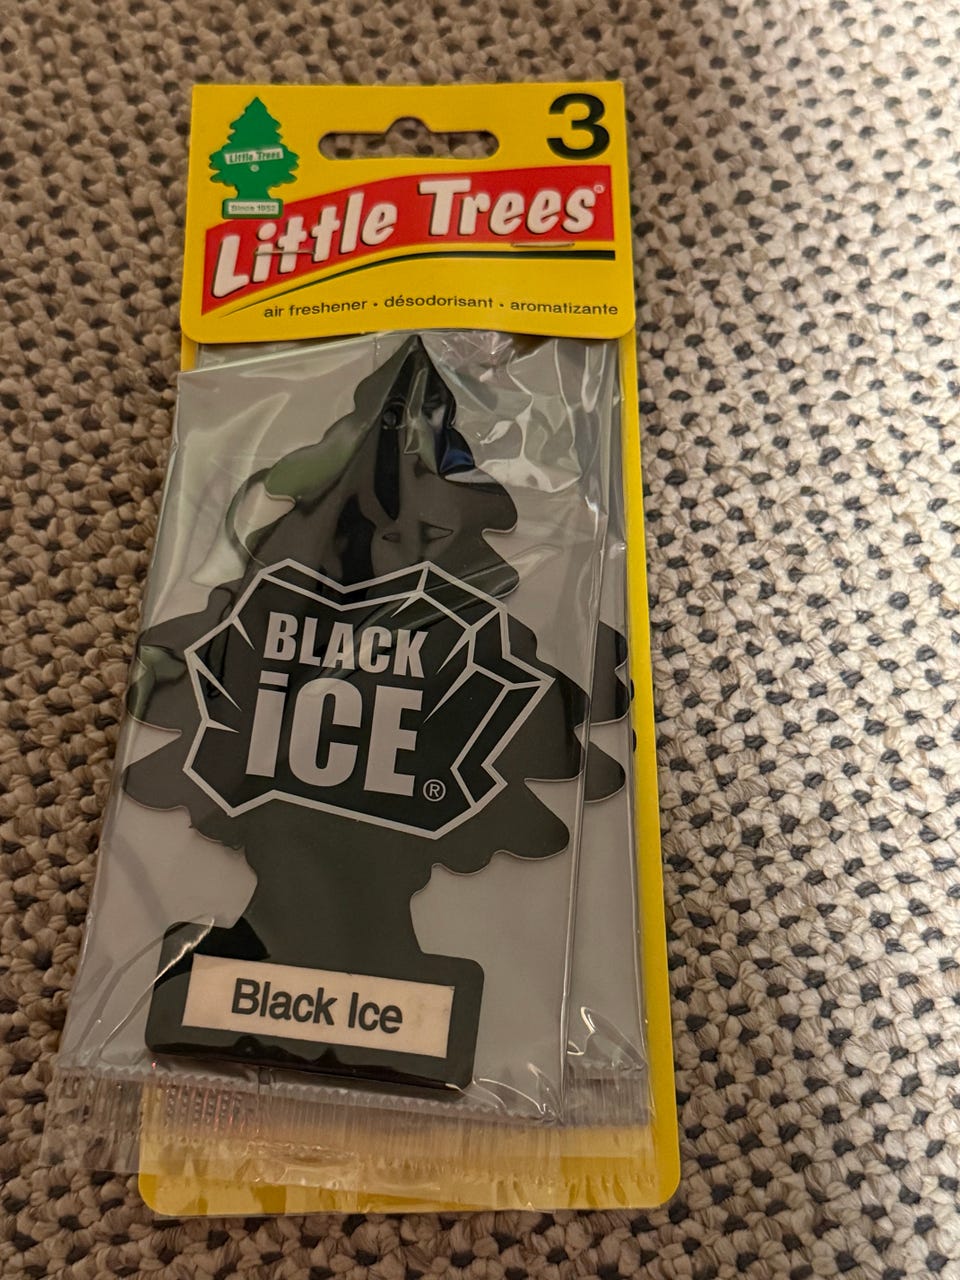 3
Little Trees
Since 1952
Little Trees®
air freshener • désodorisant • aromatizante
BLACK
iCE®
Black Ice